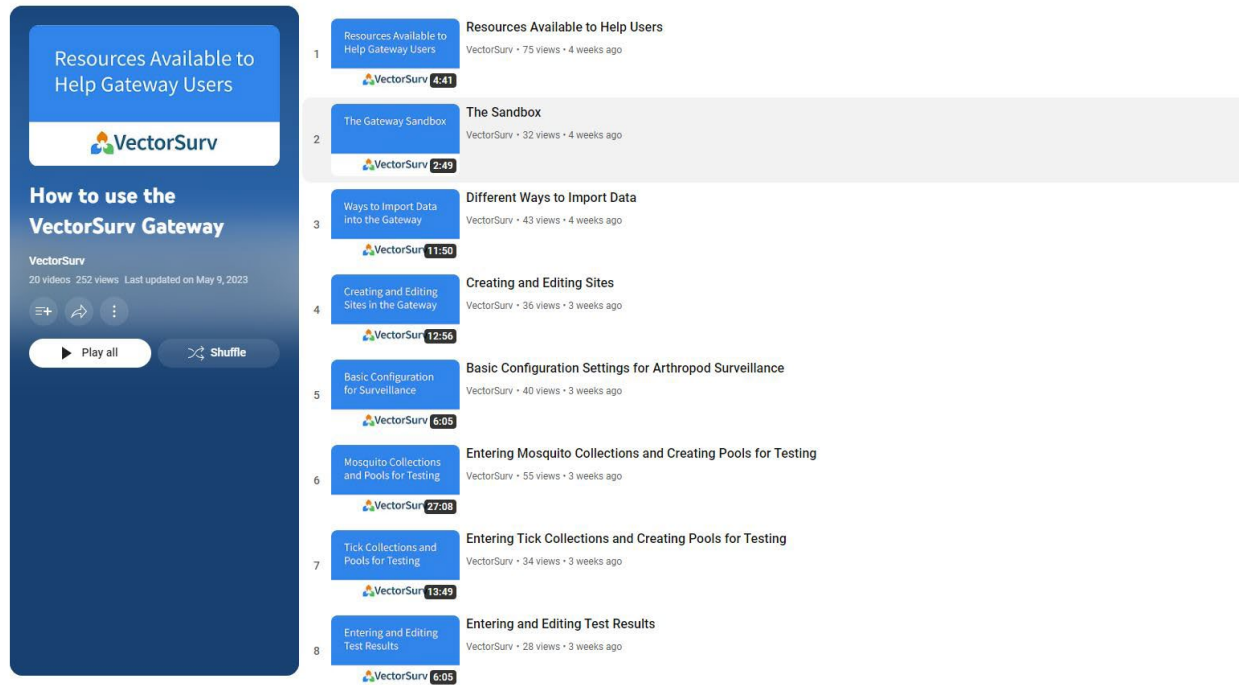 Resources Available to
Help Gateway Users
VectorSurv
How to use the
VectorSurv Gateway
VectorSurv
20 videos 252 views Last updated on May 9, 2023
Play all
Shuffle
1
Resources Available to
Help Gateway Users
VectorSurv 4:41
Resources Available to Help Users
VectorSurv • 75 views • 4 weeks ago
2
The Gateway Sandbox
VectorSurv 2:49
The Sandbox
VectorSurv • 32 views • 4 weeks ago
3
Ways to Import Data
into the Gateway
VectorSur 11:50
Different Ways to Import Data
VectorSurv • 43 views • 4 weeks ago
4
Creating and Editing
Sites in the Gateway
VectorSur 12:56
Creating and Editing Sites
VectorSurv • 36 views • 3 weeks ago
5
Basic Configuration
for Surveillance
VectorSurv 6:05
Basic Configuration Settings for Arthropod Surveillance
VectorSurv • 40 views • 3 weeks ago
6
Mosquito Collections
and Pools for Testing
VectorSur 27:08
Entering Mosquito Collections and Creating Pools for Testing
VectorSurv • 55 views • 3 weeks ago
7
Tick Collections and
Pools for Testing
VectorSur 13:49
Entering Tick Collections and Creating Pools for Testing
VectorSurv • 34 views • 3 weeks ago
8
Entering and Editing
Test Results
VectorSurv 6:05
Entering and Editing Test Results
VectorSurv • 28 views • 3 weeks ago